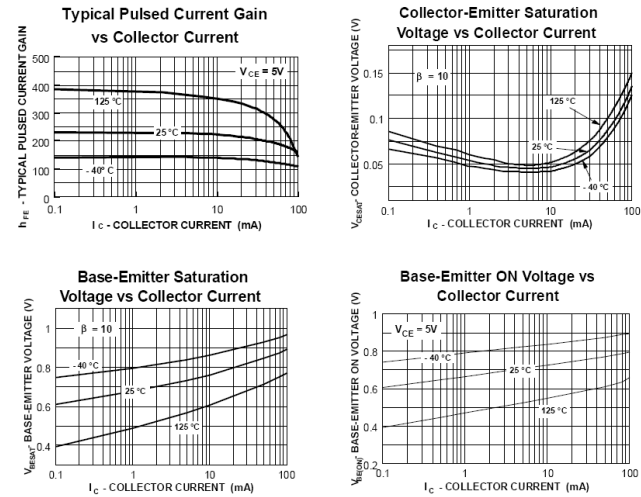 Typical Pulsed Current Gain
vs Collector Current
h FE - TYPICAL PULSED CURRENT GAIN
500
400
300
200
100
0
V CE = 5V
125 °C
25 °C
- 40 °C
0.1
1
10
100
I C - COLLECTOR CURRENT (mA)
Collector-Emitter Saturation
Voltage vs Collector Current
VCESAT- COLLECTOR-EMITTER VOLTAGE (V)
0.15
0.1
0.05
β = 10
125 °C
25 °C
- 40 °C
0.1
1
10
100
I C - COLLECTOR CURRENT (mA)
Base-Emitter Saturation
Voltage vs Collector Current
VBESAT- BASE-EMITTER VOLTAGE (V)
1
0.8
0.6
0.4
β = 10
- 40 °C
25 °C
125 °C
0.1
1
10
100
I C - COLLECTOR CURRENT (mA)
Base-Emitter ON Voltage vs
Collector Current
VBE(ON)- BASE-EMITTER ON VOLTAGE (V)
1
0.8
0.6
0.4
0.2
VCE = 5V
- 40 °C
25 °C
125 °C
0.1
1
10
100
I C - COLLECTOR CURRENT (mA)